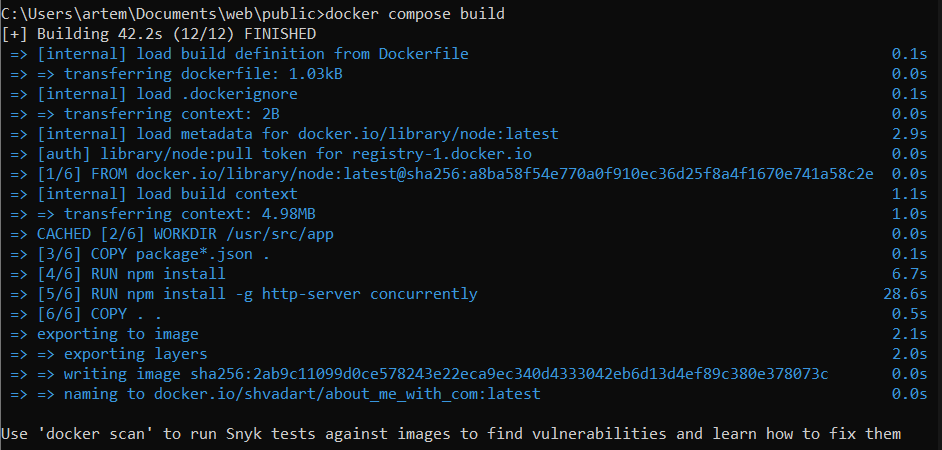 C:\Users\artem\Documents\web\public>docker compose build
[+] Building 42.2s (12/12) FINISHED
=> [internal] load build definition from Dockerfile 0.1s
=> => transferring dockerfile: 1.03kB 0.0s
=> [internal] load .dockerignore 0.1s
=> => transferring context: 2B 0.0s
=> [internal] load metadata for docker.io/library/node:latest 2.9s
=> [auth] library/node:pull token for registry-1.docker.io 0.0s
=> [1/6] FROM docker.io/library/node:latest@sha256:a8ba58f54e770a0f910ec36d25f8a4f1670e741a58c2e 0.0s
=> [internal] load build context 1.1s
=> => transferring context: 4.98MB 1.0s
=> CACHED [2/6] WORKDIR /usr/src/app 0.0s
=> [3/6] COPY package*.json . 0.1s
=> [4/6] RUN npm install 6.7s
=> [5/6] RUN npm install -g http-server concurrently 28.6s
=> [6/6] COPY . . 0.5s
=> exporting to image 2.1s
=> => exporting layers 2.0s
=> => writing image sha256:2ab9c11099d0ce578243e22eca9ec340d4333042eb6d13d4ef89c380e378073c 0.0s
=> => naming to docker.io/shvadart/about_me_with_com:latest 0.0s
Use 'docker scan' to run Snyk tests against images to find vulnerabilities and learn how to fix them